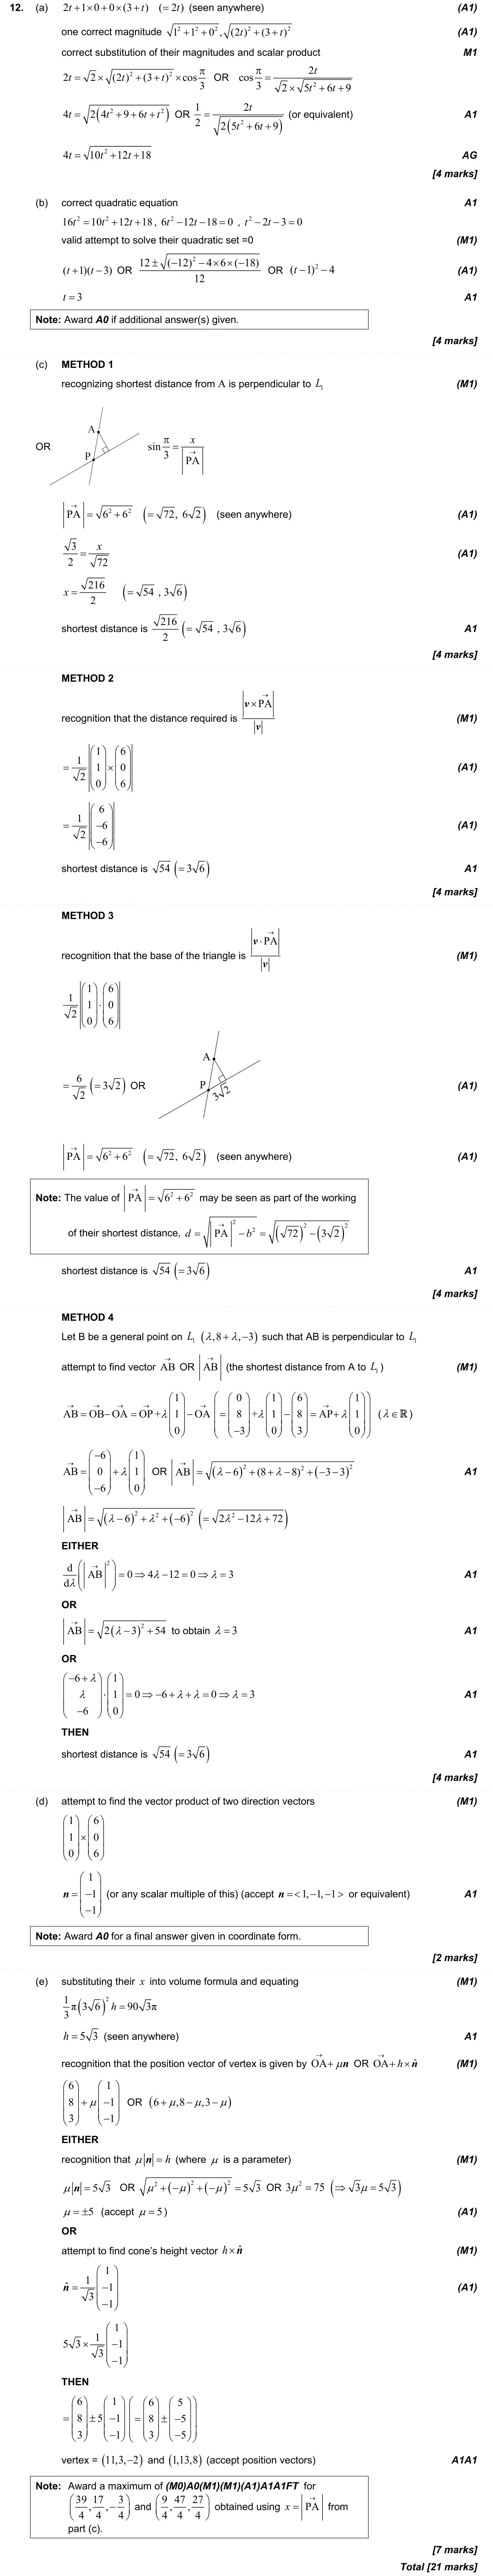 12. (a) 2t+1×0+0×(3+t) (=2t) (seen anywhere) (A1)
one correct magnitude √(1²+1²+0²), √((2t)²+(3+t)²) (A1)
correct substitution of their magnitudes and scalar product M1
2t = √2 × √((2t)²+(3+t)²) × cos π/3 OR cos π/3 = 2t/(√2 × √(5t²+6t+9))
4t = √(2(4t²+9+6t+t²)) OR 1/2 = 2t/√(2(5t²+6t+9)) (or equivalent) A1
4t = √(10t²+12t+18) AG
[4 marks]
(b) correct quadratic equation A1
16t² = 10t²+12t+18, 6t²−12t−18=0, t²−2t−3=0
valid attempt to solve their quadratic set =0 (M1)
(t+1)(t−3) OR (12±√((−12)²−4×6×(−18)))/12 OR (t−1)²−4 (A1)
t=3 A1
Note: Award A0 if additional answer(s) given.
[4 marks]
(c) METHOD 1
recognizing shortest distance from A is perpendicular to L₁ (M1)
A
OR P sin π/3 = x/|PA→|
|PA→| = √(6²+6²) (=√72, 6√2) (seen anywhere) (A1)
√3/2 = x/√72 (A1)
x = √216/2 (=√54, 3√6)
shortest distance is √216/2 (=√54, 3√6) A1
[4 marks]
METHOD 2
recognition that the distance required is |v×PA→|/|v| (M1)
= 1/√2 |(1, 1, 0) × (6, 0, 6)| (A1)
= 1/√2 |(6, −6, −6)| (A1)
shortest distance is √54 (=3√6) A1
[4 marks]
METHOD 3
recognition that the base of the triangle is |v·PA→|/|v| (M1)
1/√2 |(1, 1, 0) · (6, 0, 6)|
A
= 6/√2 (=3√2) OR P 3√2 (A1)
|PA→| = √(6²+6²) (=√72, 6√2) (seen anywhere) (A1)
Note: The value of |PA→| = √(6²+6²) may be seen as part of the working
of their shortest distance, d = √(|PA→|²−b²) = √((√72)²−(3√2)²)
shortest distance is √54 (=3√6) A1
[4 marks]
METHOD 4
Let B be a general point on L₁ (λ,8+λ,−3) such that AB is perpendicular to L₁
attempt to find vector AB→ OR |AB→| (the shortest distance from A to L₁) (M1)
AB→ = OB→−OA→ = OP→+λ(1, 1, 0)−OA→ (= (0, 8, −3)+λ(1, 1, 0)−(6, 8, 3) = AP→+λ(1, 1, 0)) (λ∈ℝ)
AB→ = (−6, 0, −6)+λ(1, 1, 0) OR |AB→| = √((λ−6)²+(8+λ−8)²+(−3−3)²) A1
|AB→| = √((λ−6)²+λ²+(−6)²) (=√(2λ²−12λ+72))
EITHER
d/dλ(|AB→|²) = 0 ⇒ 4λ−12=0 ⇒ λ=3 A1
OR
|AB→| = √(2(λ−3)²+54) to obtain λ=3 A1
OR
(−6+λ, λ, −6)·(1, 1, 0) = 0 ⇒ −6+λ+λ=0 ⇒ λ=3 A1
THEN
shortest distance is √54 (=3√6) A1
[4 marks]
(d) attempt to find the vector product of two direction vectors (M1)
(1, 1, 0) × (6, 0, 6)
n = (1, −1, −1) (or any scalar multiple of this) (accept n =<1,−1,−1> or equivalent) A1
Note: Award A0 for a final answer given in coordinate form.
[2 marks]
(e) substituting their x into volume formula and equating (M1)
1/3 π(3√6)² h = 90√3π
h = 5√3 (seen anywhere) A1
recognition that the position vector of vertex is given by OA→+μn OR OA→+h×n̂ (M1)
(6, 8, 3)+μ(1, −1, −1) OR (6+μ,8−μ,3−μ)
EITHER
recognition that μ|n|=h (where μ is a parameter) (M1)
μ|n|=5√3 OR √(μ²+(−μ)²+(−μ)²) = 5√3 OR 3μ²=75 (⇒√3μ=5√3)
μ=±5 (accept μ=5) (A1)
OR
attempt to find cone's height vector h×n̂ (M1)
n̂ = 1/√3 (1, −1, −1) (A1)
5√3 × 1/√3 (1, −1, −1)
THEN
= (6, 8, 3)±5(1, −1, −1) (= (6, 8, 3)±(5, −5, −5))
vertex = (11,3,−2) and (1,13,8) (accept position vectors) A1A1
Note: Award a maximum of (M0)A0(M1)(M1)(A1)A1A1FT for
(39/4, 17/4, −3/4) and (9/4, 47/4, 27/4) obtained using x=|PA→| from
part (c).
[7 marks]
Total [21 marks]